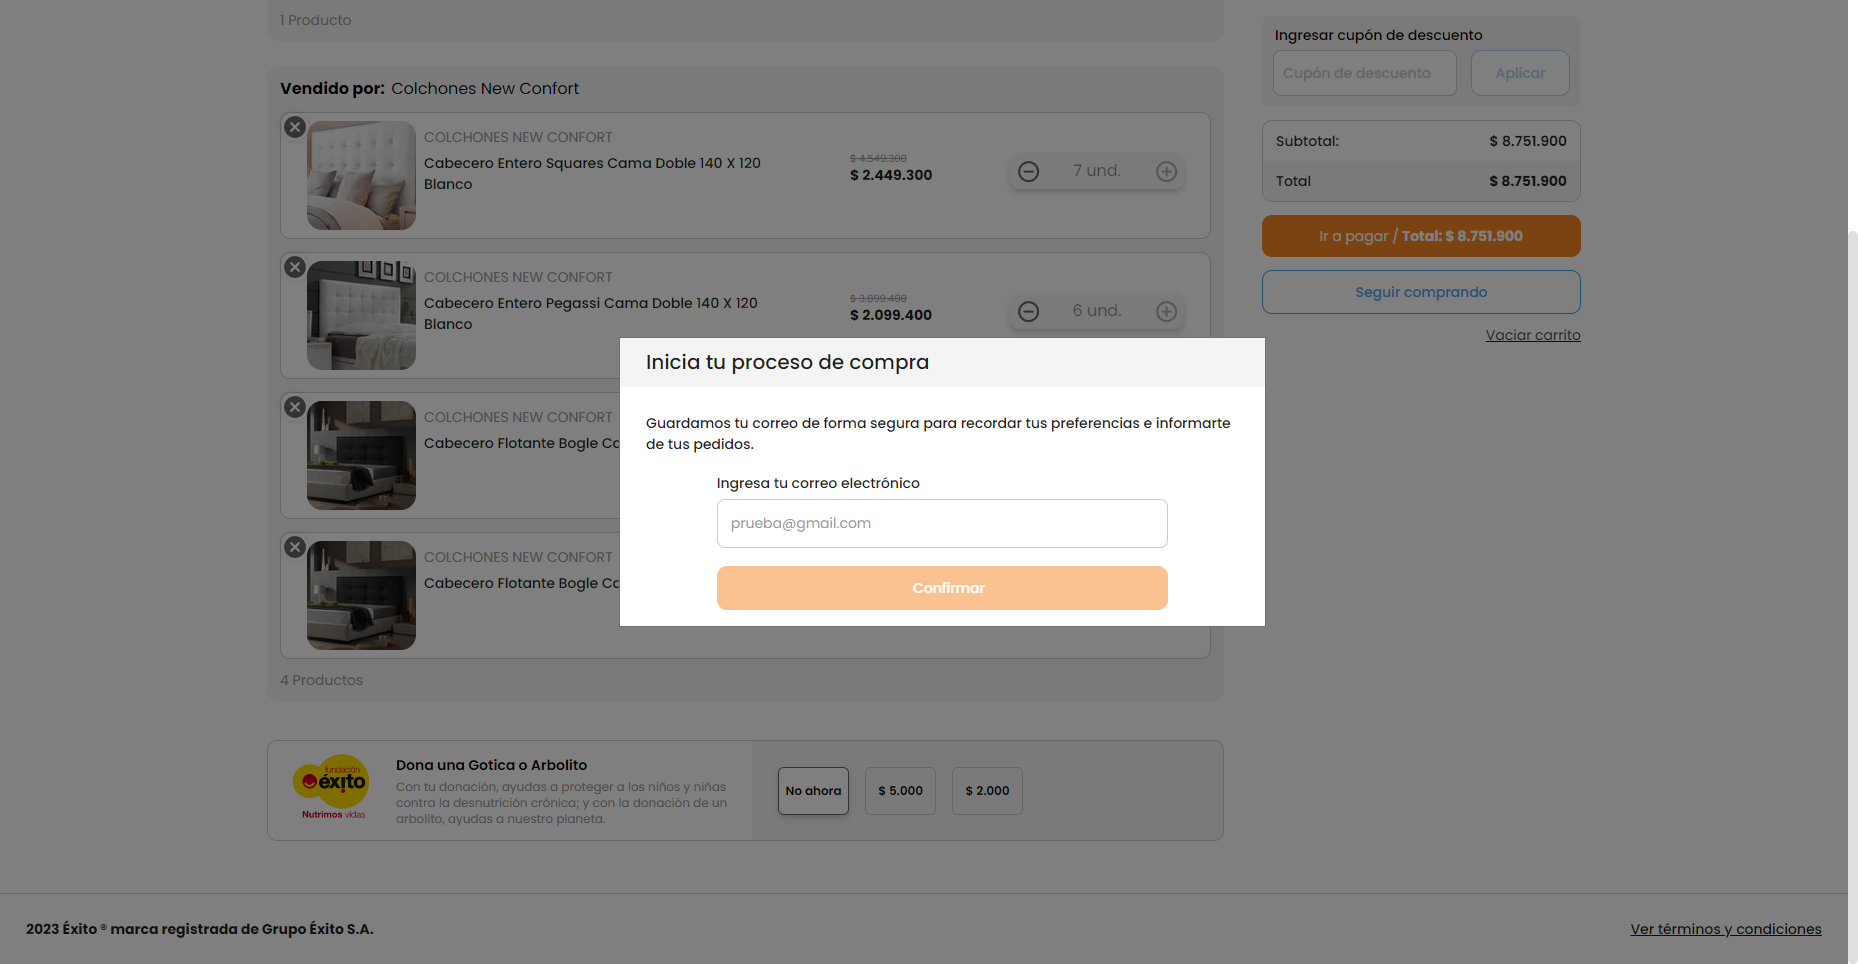 1 Producto
Vendido por: Colchones New Confort
COLCHONES NEW CONFORT
Cabecero Entero Squares Cama Doble 140 X 120
Blanco
$ 4.549.300
$ 2.449.300
7 und.
COLCHONES NEW CONFORT
Cabecero Entero Pegassi Cama Doble 140 X 120
Blanco
$ 3.899.400
$ 2.099.400
6 und.
COLCHONES NEW CONFORT
Cabecero Flotante Bogle
COLCHONES NEW CONFORT
Cabecero Flotante Bogle
4 Productos
Ingresar cupón de descuento
Cupón de descuento
Aplicar
Subtotal: $ 8.751.900
Total $ 8.751.900
Ir a pagar / Total: $ 8.751.900
Seguir comprando
Vaciar carrito
Inicia tu proceso de compra
Guardamos tu correo de forma segura para recordar tus preferencias e informarte
de tus pedidos.
Ingresa tu correo electrónico
prueba@gmail.com
Confirmar
fundación
éxito
Nutrimos vidas
Dona una Gotica o Arbolito
Con tu donación, ayudas a proteger a los niños y niñas
contra la desnutrición crónica; y con la donación de un
arbolito, ayudas a nuestro planeta.
No ahora
$ 5.000
$ 2.000
2023 Éxito ® marca registrada de Grupo Éxito S.A.
Ver términos y condiciones